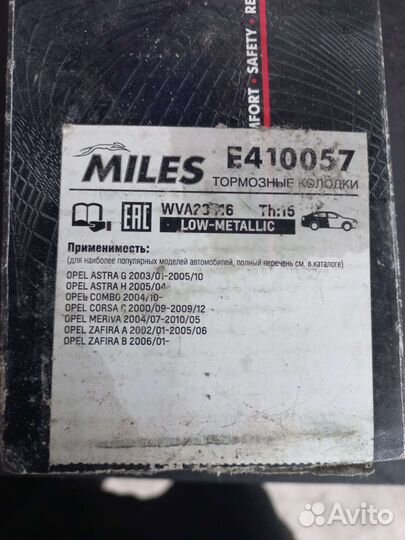 COMFORT • SAFETY • RE
MILES
E410057
ТОРМОЗНЫЕ КОЛОДКИ
EAC
Th:15
LOW-METALLIC
Применимость:
(для наиболее популярных моделей автомобилей, полный перечень см. в каталоге)
OPEL ASTRA G 2003/01-2005/10
OPEL ASTRA H 2005/04-
OPEL COMBO 2004/10-
OPEL CORSA C 2000/09-2009/12
OPEL MERIVA 2004/07-2010/05
OPEL ZAFIRA A 2002/01-2005/06
OPEL ZAFIRA B 2006/01-
Avito